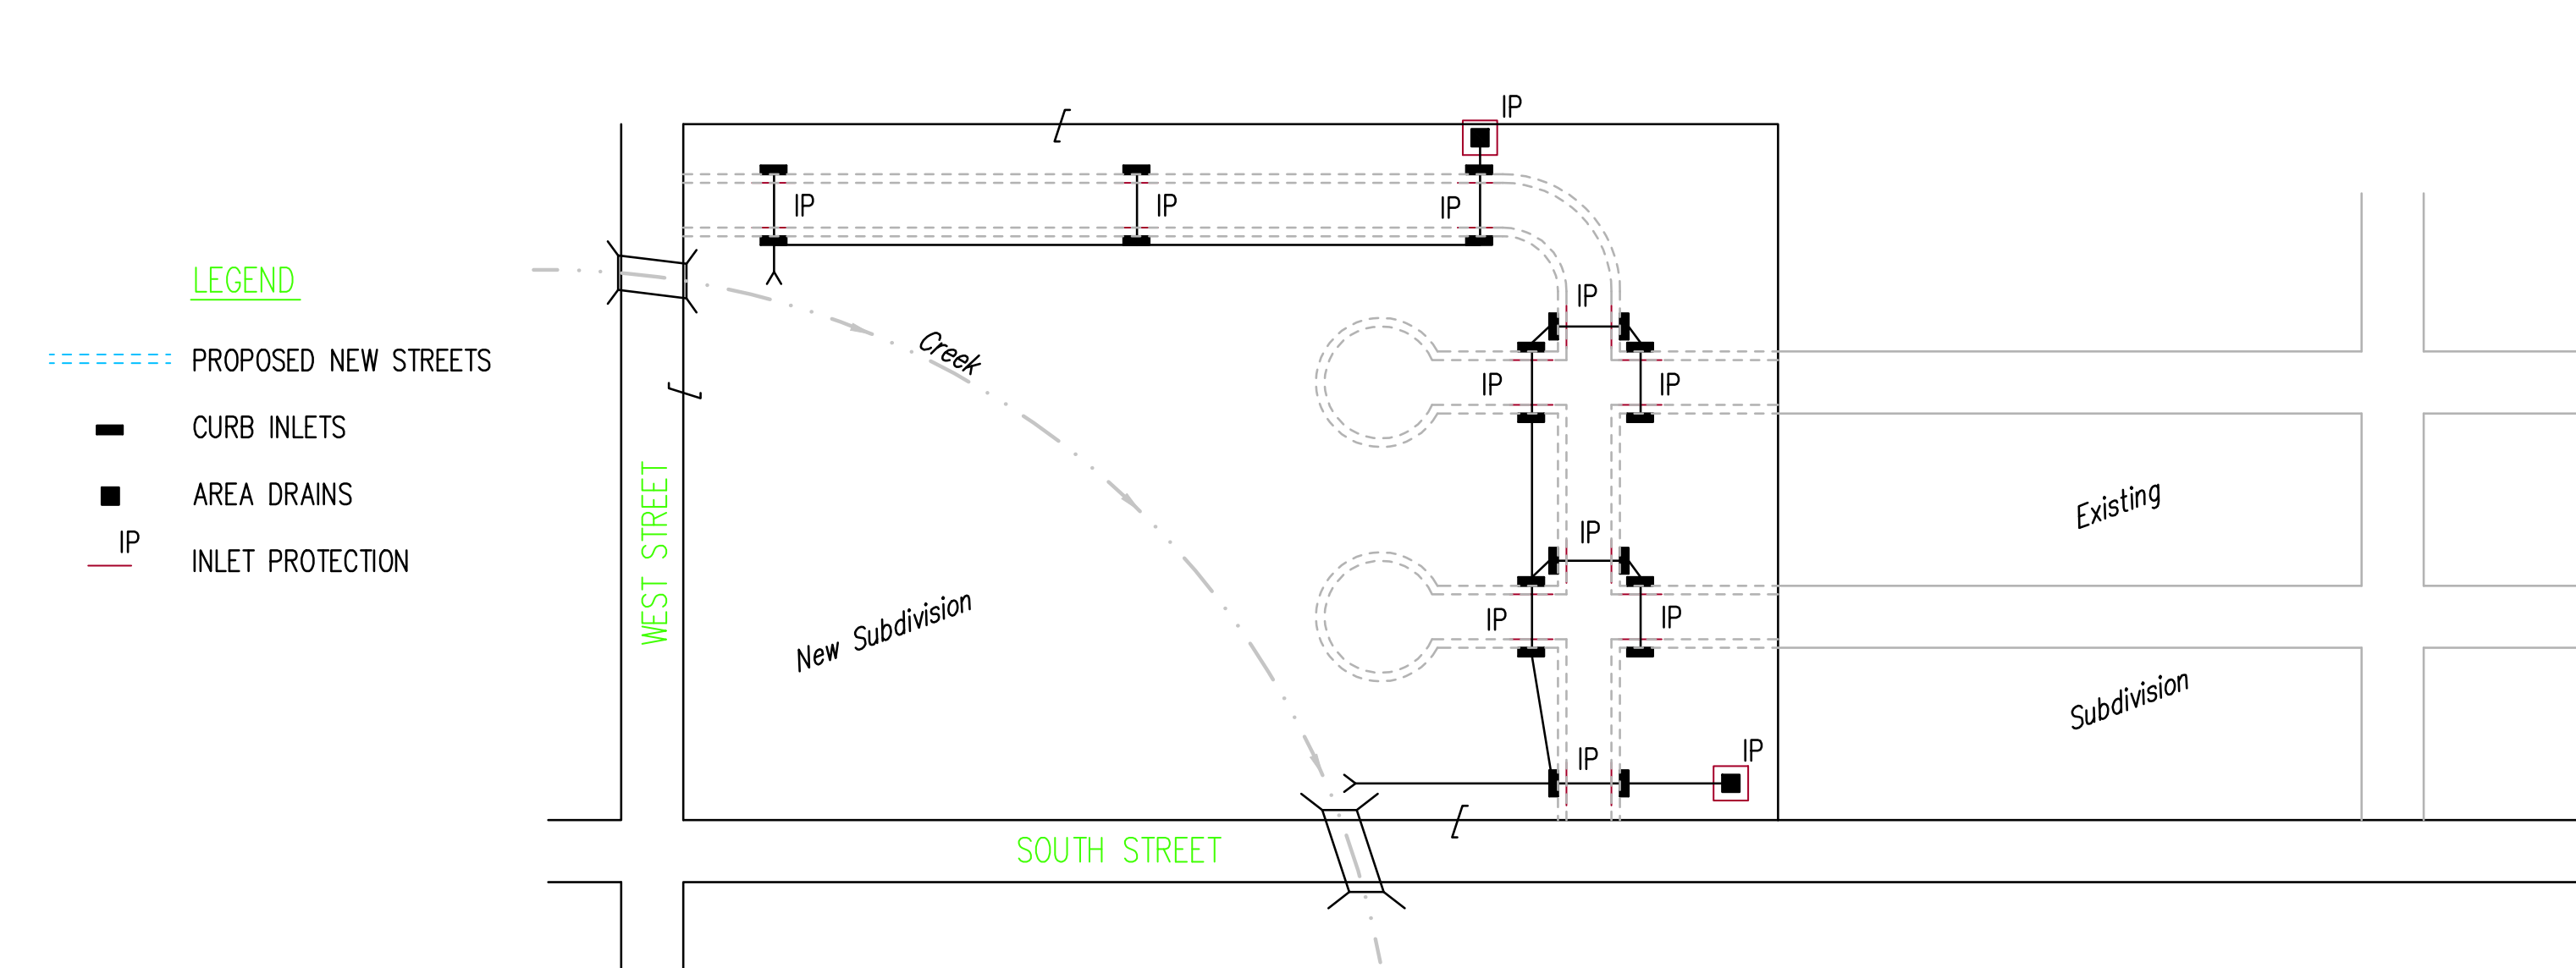 LEGEND
PROPOSED NEW STREETS
CURB INLETS
AREA DRAINS
IP
INLET PROTECTION
WEST STREET
SOUTH STREET
Creek
New Subdivision
IP
IP
IP
IP
IP
IP
IP
IP
IP
IP
IP
IP
Existing
Subdivision